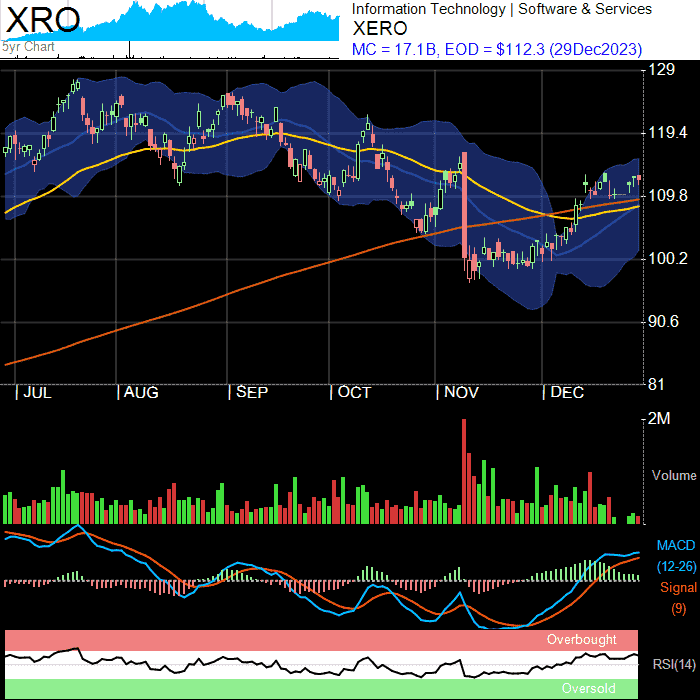 XRO
5yr Chart
Information Technology | Software & Services
XERO
MC = 17.1B, EOD = $112.3 (29Dec2023)
129
119.4
109.8
100.2
90.6
81
| JUL | AUG | SEP | OCT | NOV | DEC
2M
Volume
MACD
(12-26)
Signal
(9)
Overbought
RSI(14)
Oversold